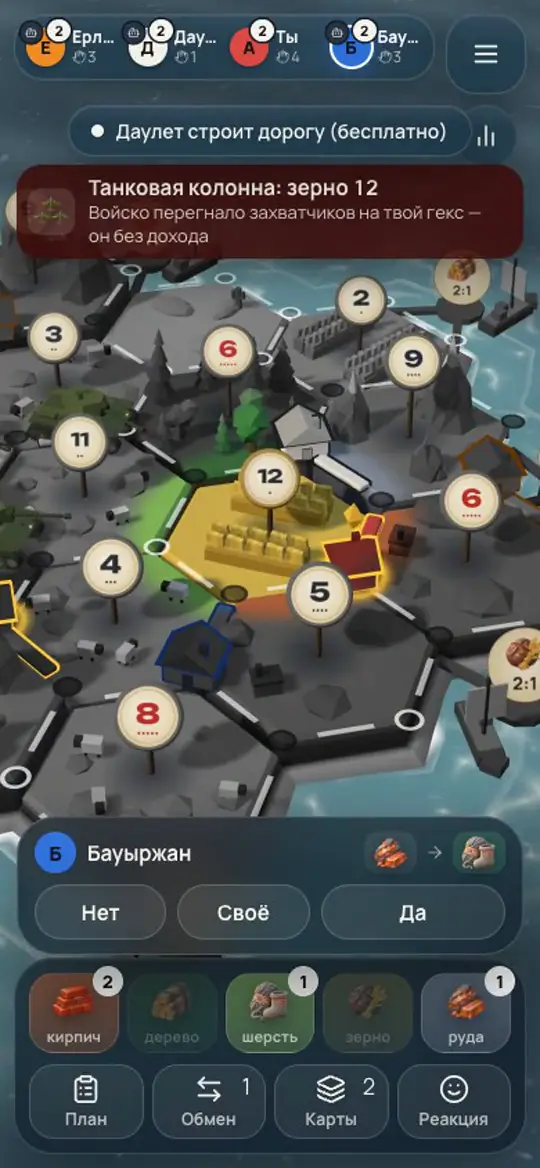 2 2 2 2
Е Ерл... Д Дау... А Ты Б Бау...
3 1 4 3
Даулет строит дорогу (бесплатно)
Танковая колонна: зерно 12
Войско перегнало захватчиков на твой гекс —
он без дохода
2:1
2
3
6
9
11
12
6
4
5
2:1
8
Б Бауыржан
Нет Своё Да
2 1 1
кирпич дерево шерсть зерно руда
1 2
План Обмен Карты Реакция